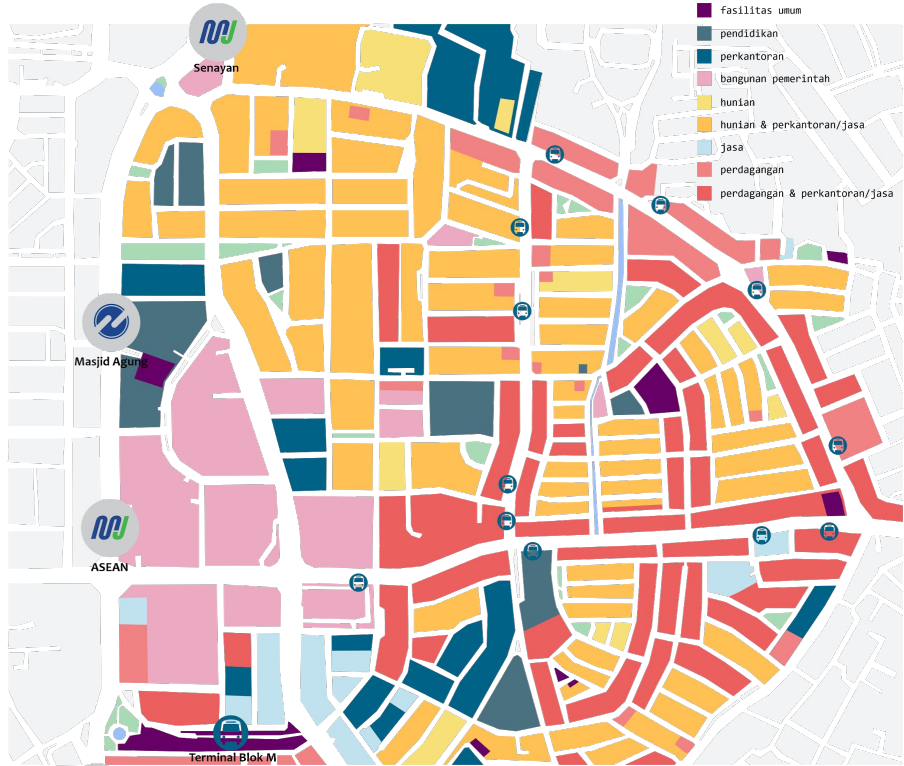 fasilitas umum
pendidikan
perkantoran
bangunan pemerintah
hunian
hunian & perkantoran/jasa
jasa
perdagangan
perdagangan & perkantoran/jasa
Senayan
Masjid Agung
ASEAN
Terminal Blok M